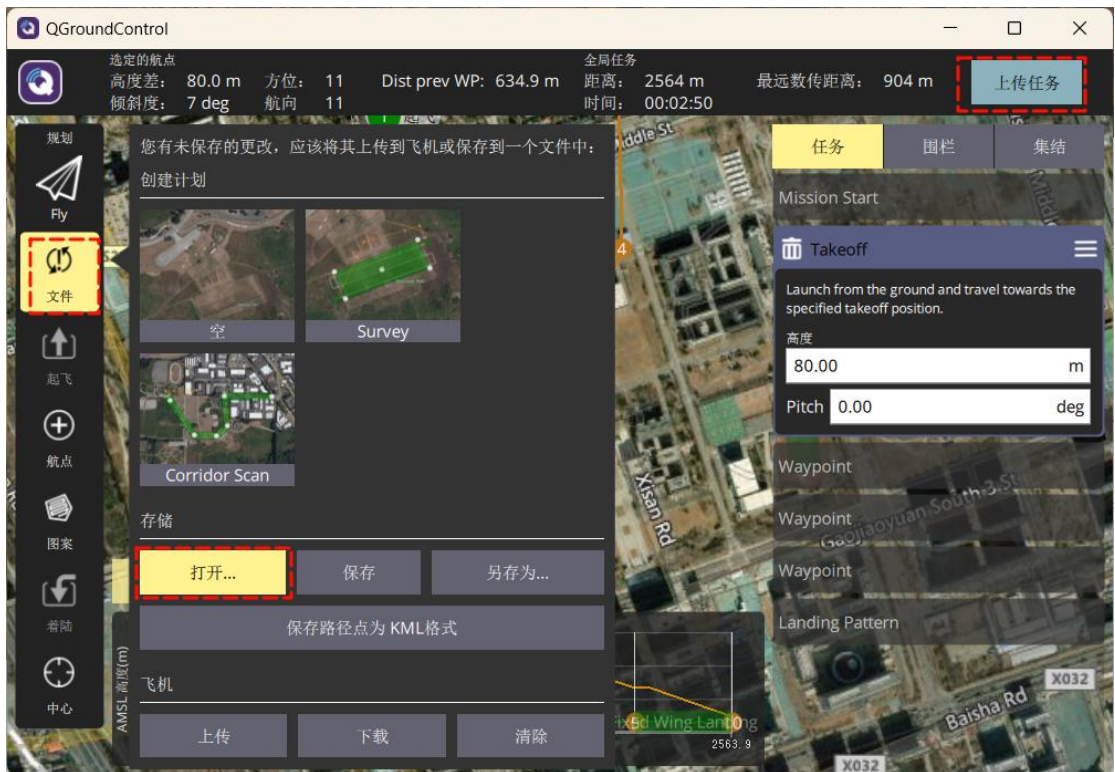 QGroundControl
选定的航点
高度差： 80.0 m 方位： 11 Dist prev WP: 634.9 m
倾斜度： 7 deg 航向 11
全局任务
距离： 2564 m 最远数传距离： 904 m
时间： 00:02:50
上传任务
规划
Fly
文件
起飞
航点
图案
着陆
中心
您有未保存的更改，应该将其上传到飞机或保存到一个文件中：
创建计划
空
Survey
Corridor Scan
存储
打开...
保存
另存为...
保存路径点为 KML格式
飞机
上传
下载
清除
AMSL 高度(m)
Middle St
4
Xisan Rd
Gaojiaoyuan South 3 St
Baisha Rd
X032
X032
Fixed Wing Landing
2563.9
任务
围栏
集结
Mission Start
Takeoff
Launch from the ground and travel towards the
specified takeoff position.
高度
80.00 m
Pitch 0.00 deg
Waypoint
Waypoint
Waypoint
Landing Pattern